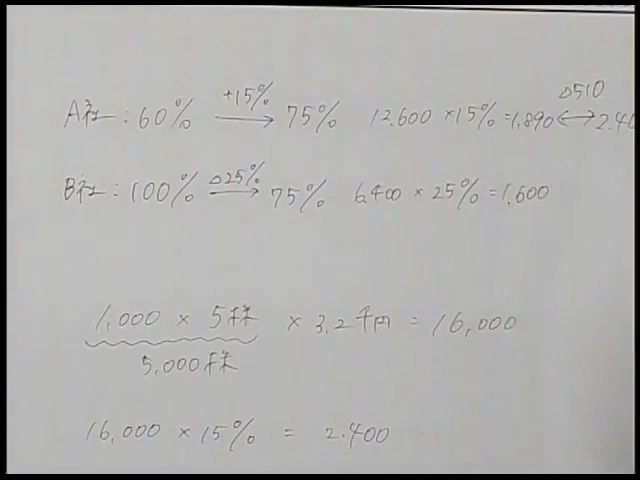 A社:60% +15%→ 75% 12.600 ×15%=1,890 △510⟷ 2.4
B社:100% △25%→ 75% 6,400 × 25%=1,600
1,000 × 5株 × 3.2千円 = 16,000
5,000株
16,000 × 15% = 2.400